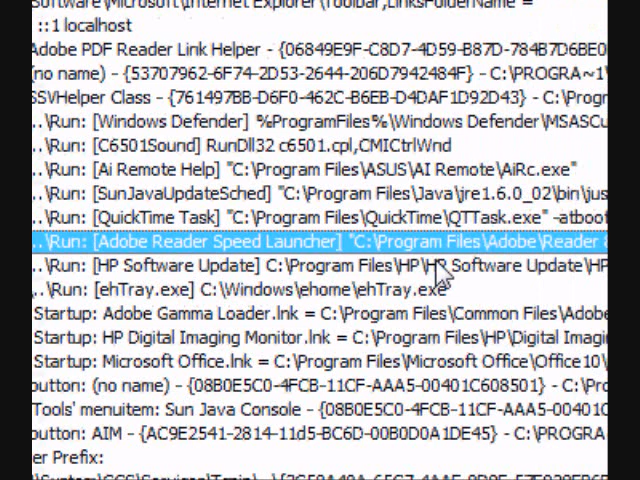 Software\Microsoft\Internet Explorer\Toolbar,LinksFolderName =
::1 localhost
Adobe PDF Reader Link Helper - {06849E9F-C8D7-4D59-B87D-784B7D6BE0
(no name) - {53707962-6F74-2D53-2644-206D7942484F} - C:\PROGRA~1\
SSVHelper Class - {761497BB-D6F0-462C-B6EB-D4DAF1D92D43} - C:\Prog
..\Run: [Windows Defender] %ProgramFiles%\Windows Defender\MSASCu
..\Run: [C6501Sound] RunDll32 c6501.cpl,CMICtrlWnd
..\Run: [Ai Remote Help] "C:\Program Files\ASUS\AI Remote\AiRc.exe"
..\Run: [SunJavaUpdateSched] "C:\Program Files\Java\jre1.6.0_02\bin\jus
..\Run: [QuickTime Task] "C:\Program Files\QuickTime\QTTask.exe" -atboot
..\Run: [Adobe Reader Speed Launcher] "C:\Program Files\Adobe\Reader 8
..\Run: [HP Software Update] C:\Program Files\HP\HP Software Update\HP
..\Run: [ehTray.exe] C:\Windows\ehome\ehTray.exe
Startup: Adobe Gamma Loader.lnk = C:\Program Files\Common Files\Adobe
Startup: HP Digital Imaging Monitor.lnk = C:\Program Files\HP\Digital Imagi
Startup: Microsoft Office.lnk = C:\Program Files\Microsoft Office\Office10\
button: (no name) - {08B0E5C0-4FCB-11CF-AAA5-00401C608501} - C:\Pro
'Tools' menuitem: Sun Java Console - {08B0E5C0-4FCB-11CF-AAA5-00401C
button: AIM - {AC9E2541-2814-11d5-BC6D-00B0D0A1DE45} - C:\PROGRA
er Prefix: